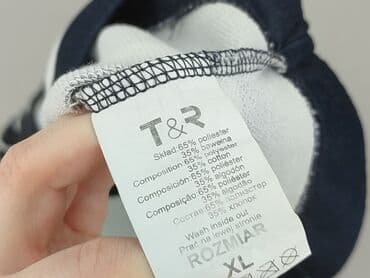 T&R
Skład: 65% poliester
35% bawełna
Composition: 65% polyester
35% cotton
Composición: 65% poliéster
35% algodón
Composição: 65% poliéster
35% algodão
Состав: 65% полиэстер
35% хлопок
Wash inside out
Prać na lewej stronie
ROZMIAR
XL